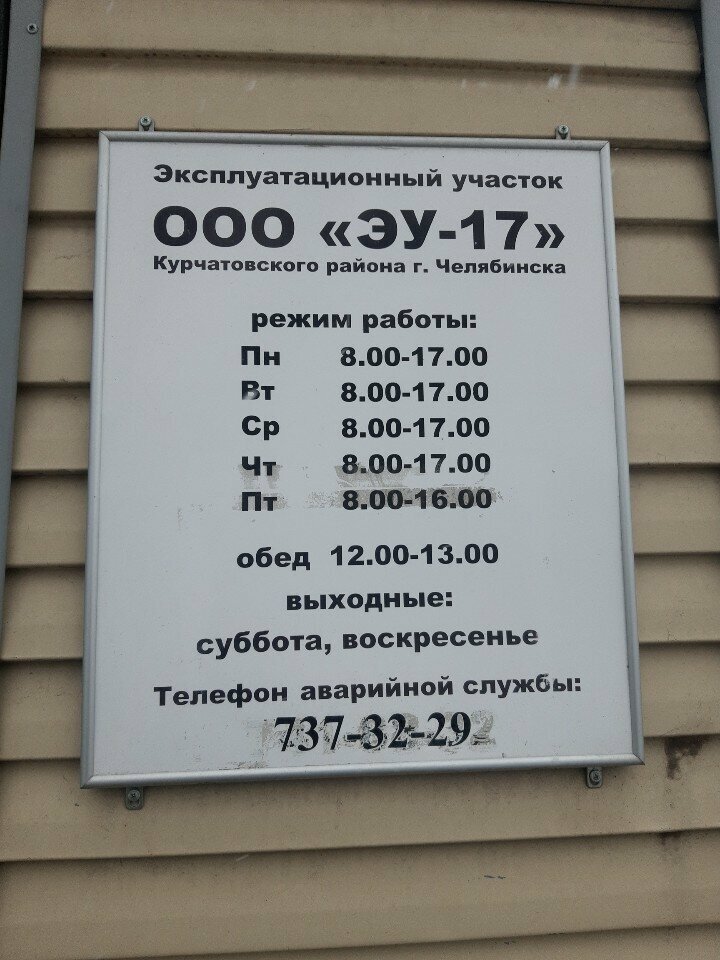 Эксплуатационный участок
ООО «ЭУ-17»
Курчатовского района г. Челябинска
режим работы:
Пн 8.00-17.00
Вт 8.00-17.00
Ср 8.00-17.00
Чт 8.00-17.00
Пт 8.00-16.00
обед 12.00-13.00
выходные:
суббота, воскресенье
Телефон аварийной службы:
737-32-29